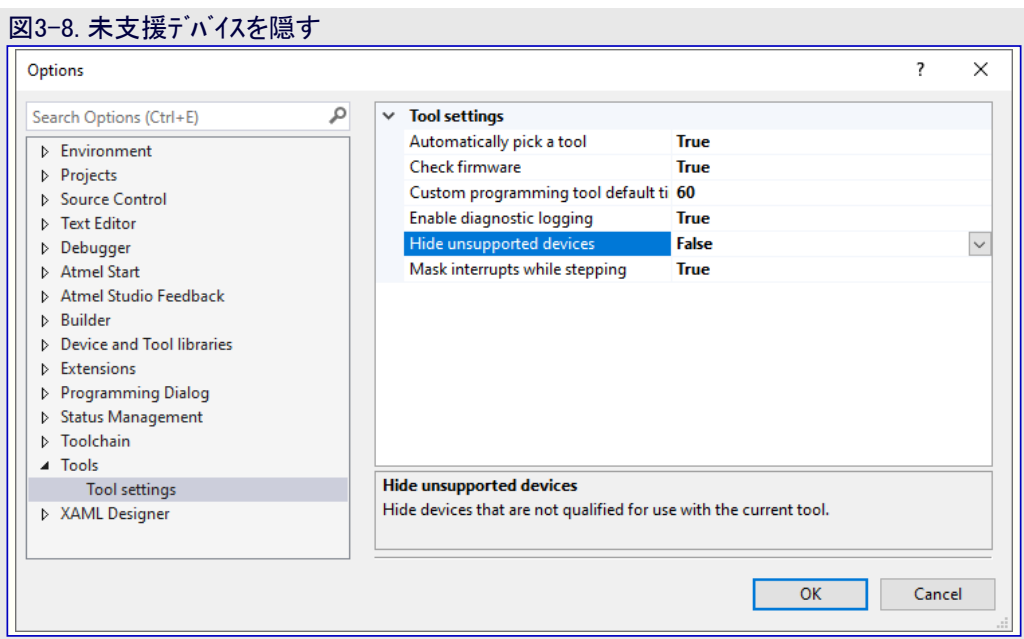 図3-8. 未支援ﾃﾞﾊﾞｲｽを隠す
Options
?
Search Options (Ctrl+E)
Environment
Projects
Source Control
Text Editor
Debugger
Atmel Start
Atmel Studio Feedback
Builder
Device and Tool libraries
Extensions
Programming Dialog
Status Management
Toolchain
Tools
Tool settings
XAML Designer
Tool settings
Automatically pick a tool True
Check firmware True
Custom programming tool default ti 60
Enable diagnostic logging True
Hide unsupported devices False
Mask interrupts while stepping True
Hide unsupported devices
Hide devices that are not qualified for use with the current tool.
OK Cancel